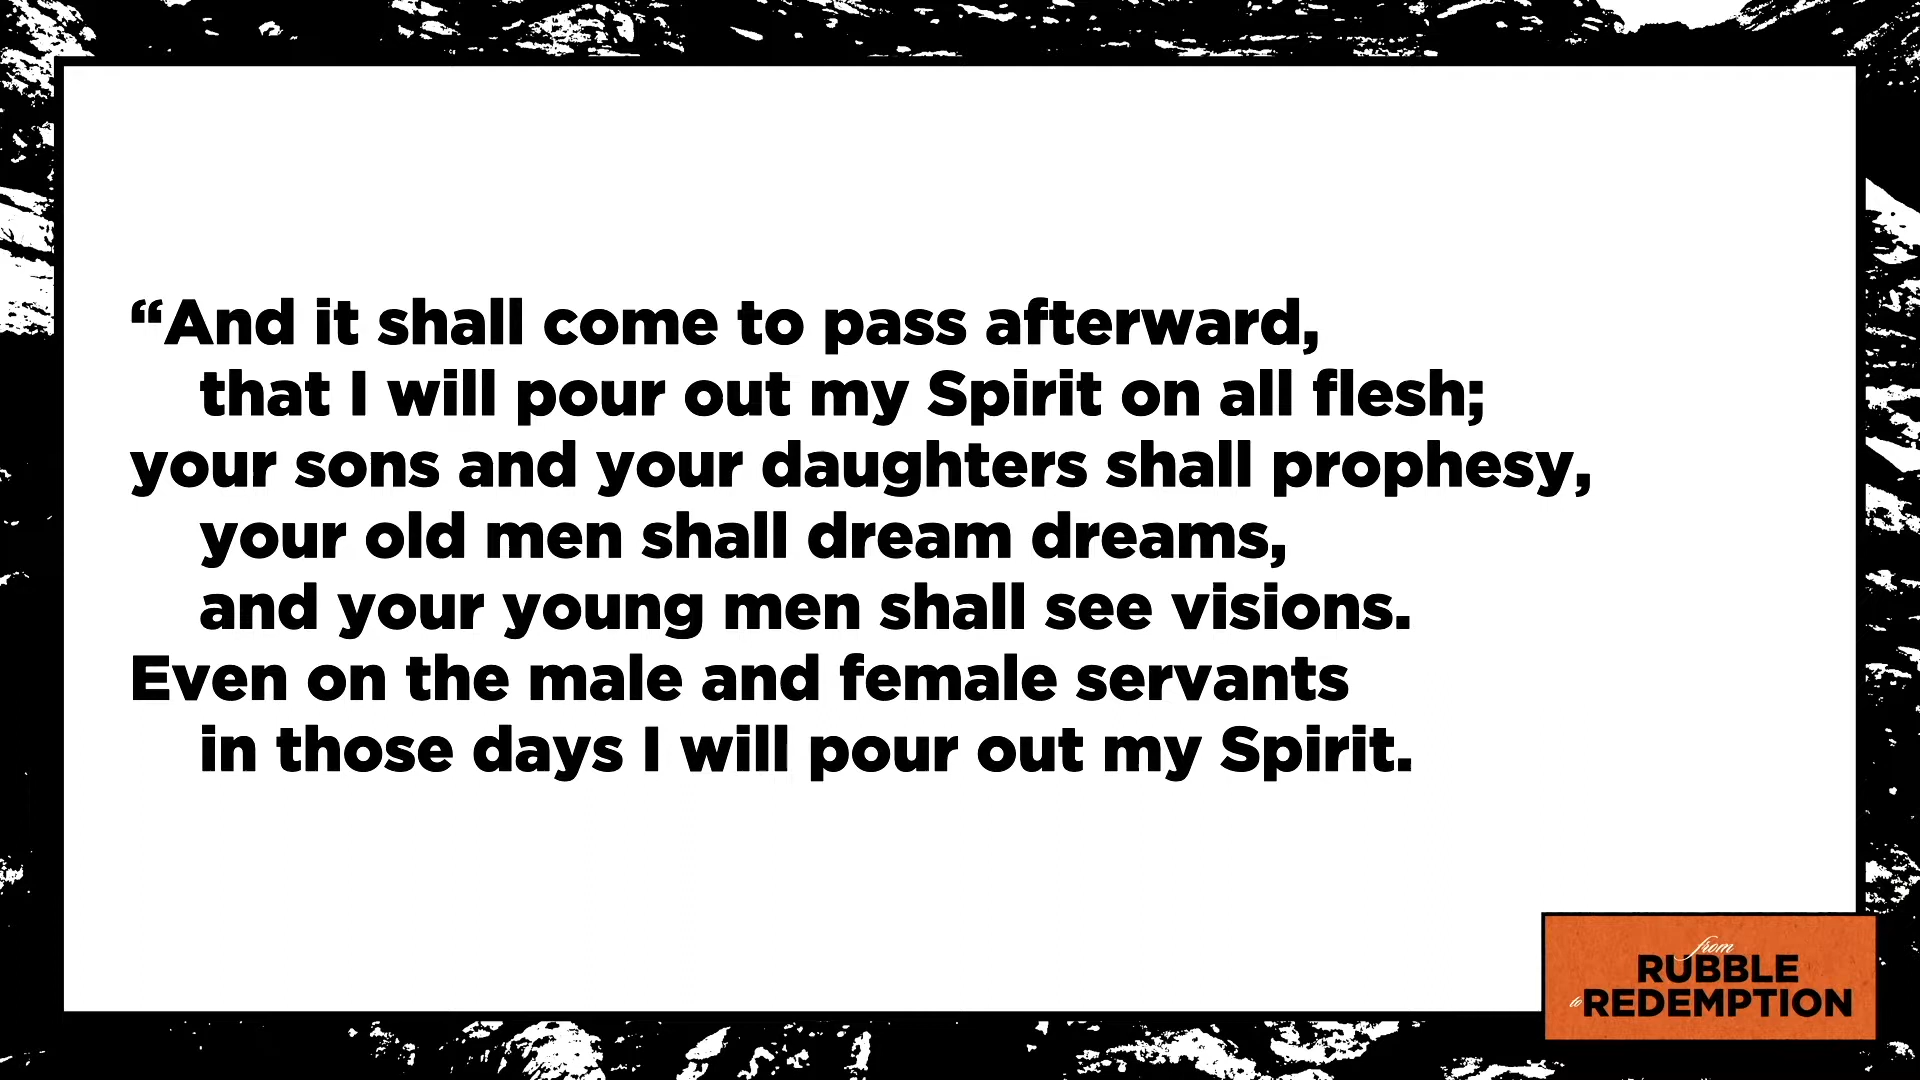 “And it shall come to pass afterward,
that I will pour out my Spirit on all flesh;
your sons and your daughters shall prophesy,
your old men shall dream dreams,
and your young men shall see visions.
Even on the male and female servants
in those days I will pour out my Spirit.
from
RUBBLE
to REDEMPTION